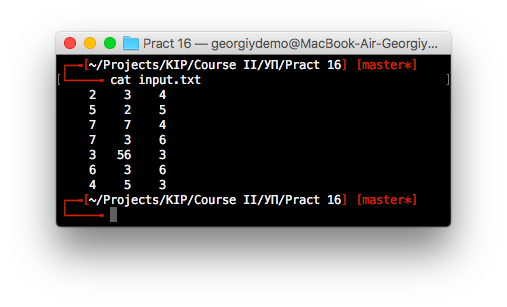 Pract 16 — georgiydemo@MacBook-Air-Georgiy...
[~/Projects/KIP/Course II/УП/Pract 16] [master*]
cat input.txt
2 3 4
5 2 5
7 7 4
7 3 6
3 56 3
6 3 6
4 5 3
[~/Projects/KIP/Course II/УП/Pract 16] [master*]